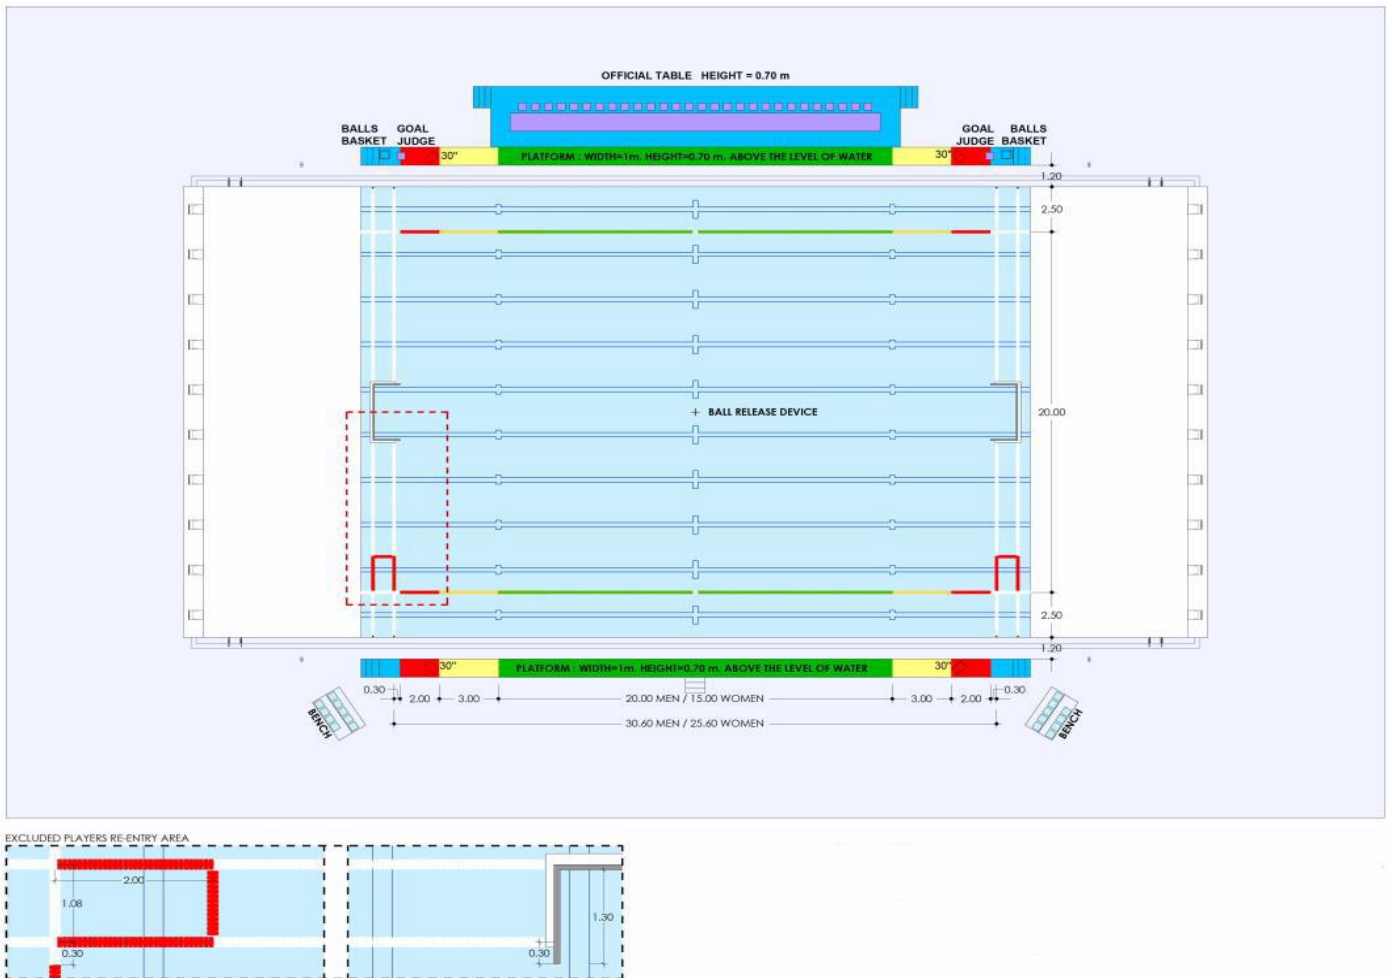 OFFICIAL TABLE HEIGHT = 0.70 m
BALLS BASKET
GOAL JUDGE
GOAL JUDGE
BALLS BASKET
30"
PLATFORM : WIDTH=1m. HEIGHT=0.70 m. ABOVE THE LEVEL OF WATER
30"
1.20
2.50
BALL RELEASE DEVICE
20.00
2.50
1.20
30"
PLATFORM : WIDTH=1m. HEIGHT=0.70 m. ABOVE THE LEVEL OF WATER
30"
0.30
2.00
3.00
20.00 MEN / 15.00 WOMEN
3.00
2.00
0.30
BENCH
30.60 MEN / 25.60 WOMEN
BENCH
EXCLUDED PLAYERS RE-ENTRY AREA
2.00
1.08
0.30
1.30
0.30